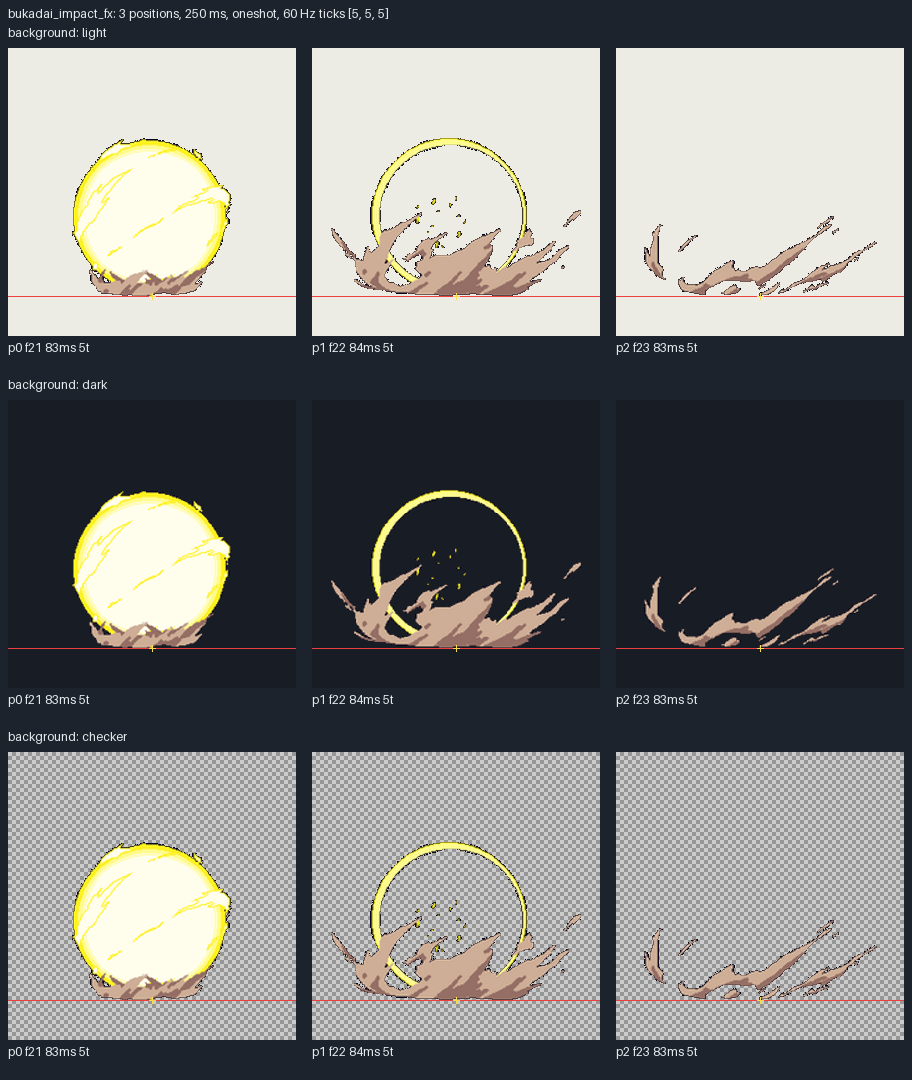 bukadai_impact_fx: 3 positions, 250 ms, oneshot, 60 Hz ticks [5, 5, 5]
background: light
p0 f21 83ms 5t
p1 f22 84ms 5t
p2 f23 83ms 5t
background: dark
p0 f21 83ms 5t
p1 f22 84ms 5t
p2 f23 83ms 5t
background: checker
p0 f21 83ms 5t
p1 f22 84ms 5t
p2 f23 83ms 5t